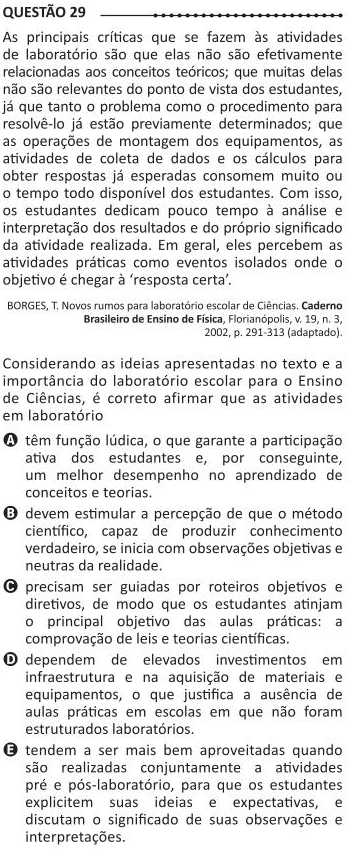 QUESTÃO 29
As principais críticas que se fazem às atividades
de laboratório são que elas não são efetivamente
relacionadas aos conceitos teóricos; que muitas delas
não são relevantes do ponto de vista dos estudantes,
já que tanto o problema como o procedimento para
resolvê-lo já estão previamente determinados; que
as operações de montagem dos equipamentos, as
atividades de coleta de dados e os cálculos para
obter respostas já esperadas consomem muito ou
o tempo todo disponível dos estudantes. Com isso,
os estudantes dedicam pouco tempo à análise e
interpretação dos resultados e do próprio significado
da atividade realizada. Em geral, eles percebem as
atividades práticas como eventos isolados onde o
objetivo é chegar à ‘resposta certa’.
BORGES, T. Novos rumos para laboratório escolar de Ciências. Caderno
Brasileiro de Ensino de Física, Florianópolis, v. 19, n. 3,
2002, p. 291-313 (adaptado).
Considerando as ideias apresentadas no texto e a
importância do laboratório escolar para o Ensino
de Ciências, é correto afirmar que as atividades
em laboratório
A têm função lúdica, o que garante a participação
ativa dos estudantes e, por conseguinte,
um melhor desempenho no aprendizado de
conceitos e teorias.
B devem estimular a percepção de que o método
científico, capaz de produzir conhecimento
verdadeiro, se inicia com observações objetivas e
neutras da realidade.
C precisam ser guiadas por roteiros objetivos e
diretivos, de modo que os estudantes atinjam
o principal objetivo das aulas práticas: a
comprovação de leis e teorias científicas.
D dependem de elevados investimentos em
infraestrutura e na aquisição de materiais e
equipamentos, o que justifica a ausência de
aulas práticas em escolas em que não foram
estruturados laboratórios.
E tendem a ser mais bem aproveitadas quando
são realizadas conjuntamente a atividades
pré e pós-laboratório, para que os estudantes
explicitem suas ideias e expectativas, e
discutam o significado de suas observações e
interpretações.